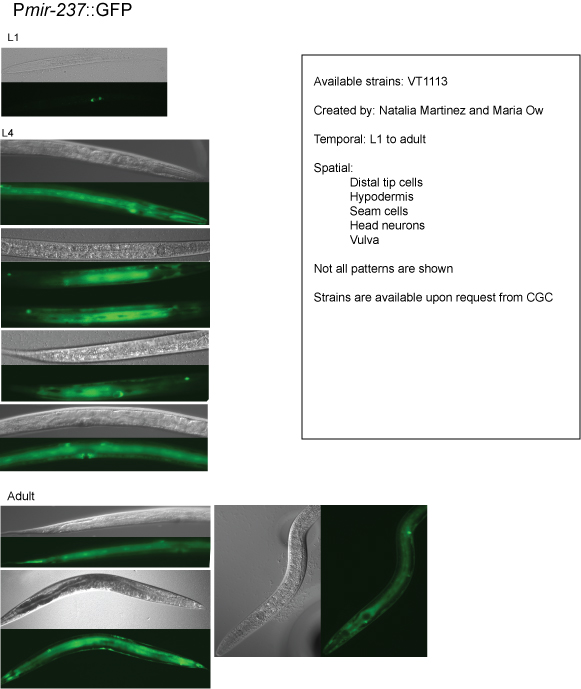 Pmir-237::GFP
L1
L4
Adult
Available strains: VT1113
Created by: Natalia Martinez and Maria Ow
Temporal: L1 to adult
Spatial:
Distal tip cells
Hypodermis
Seam cells
Head neurons
Vulva
Not all patterns are shown
Strains are available upon request from CGC